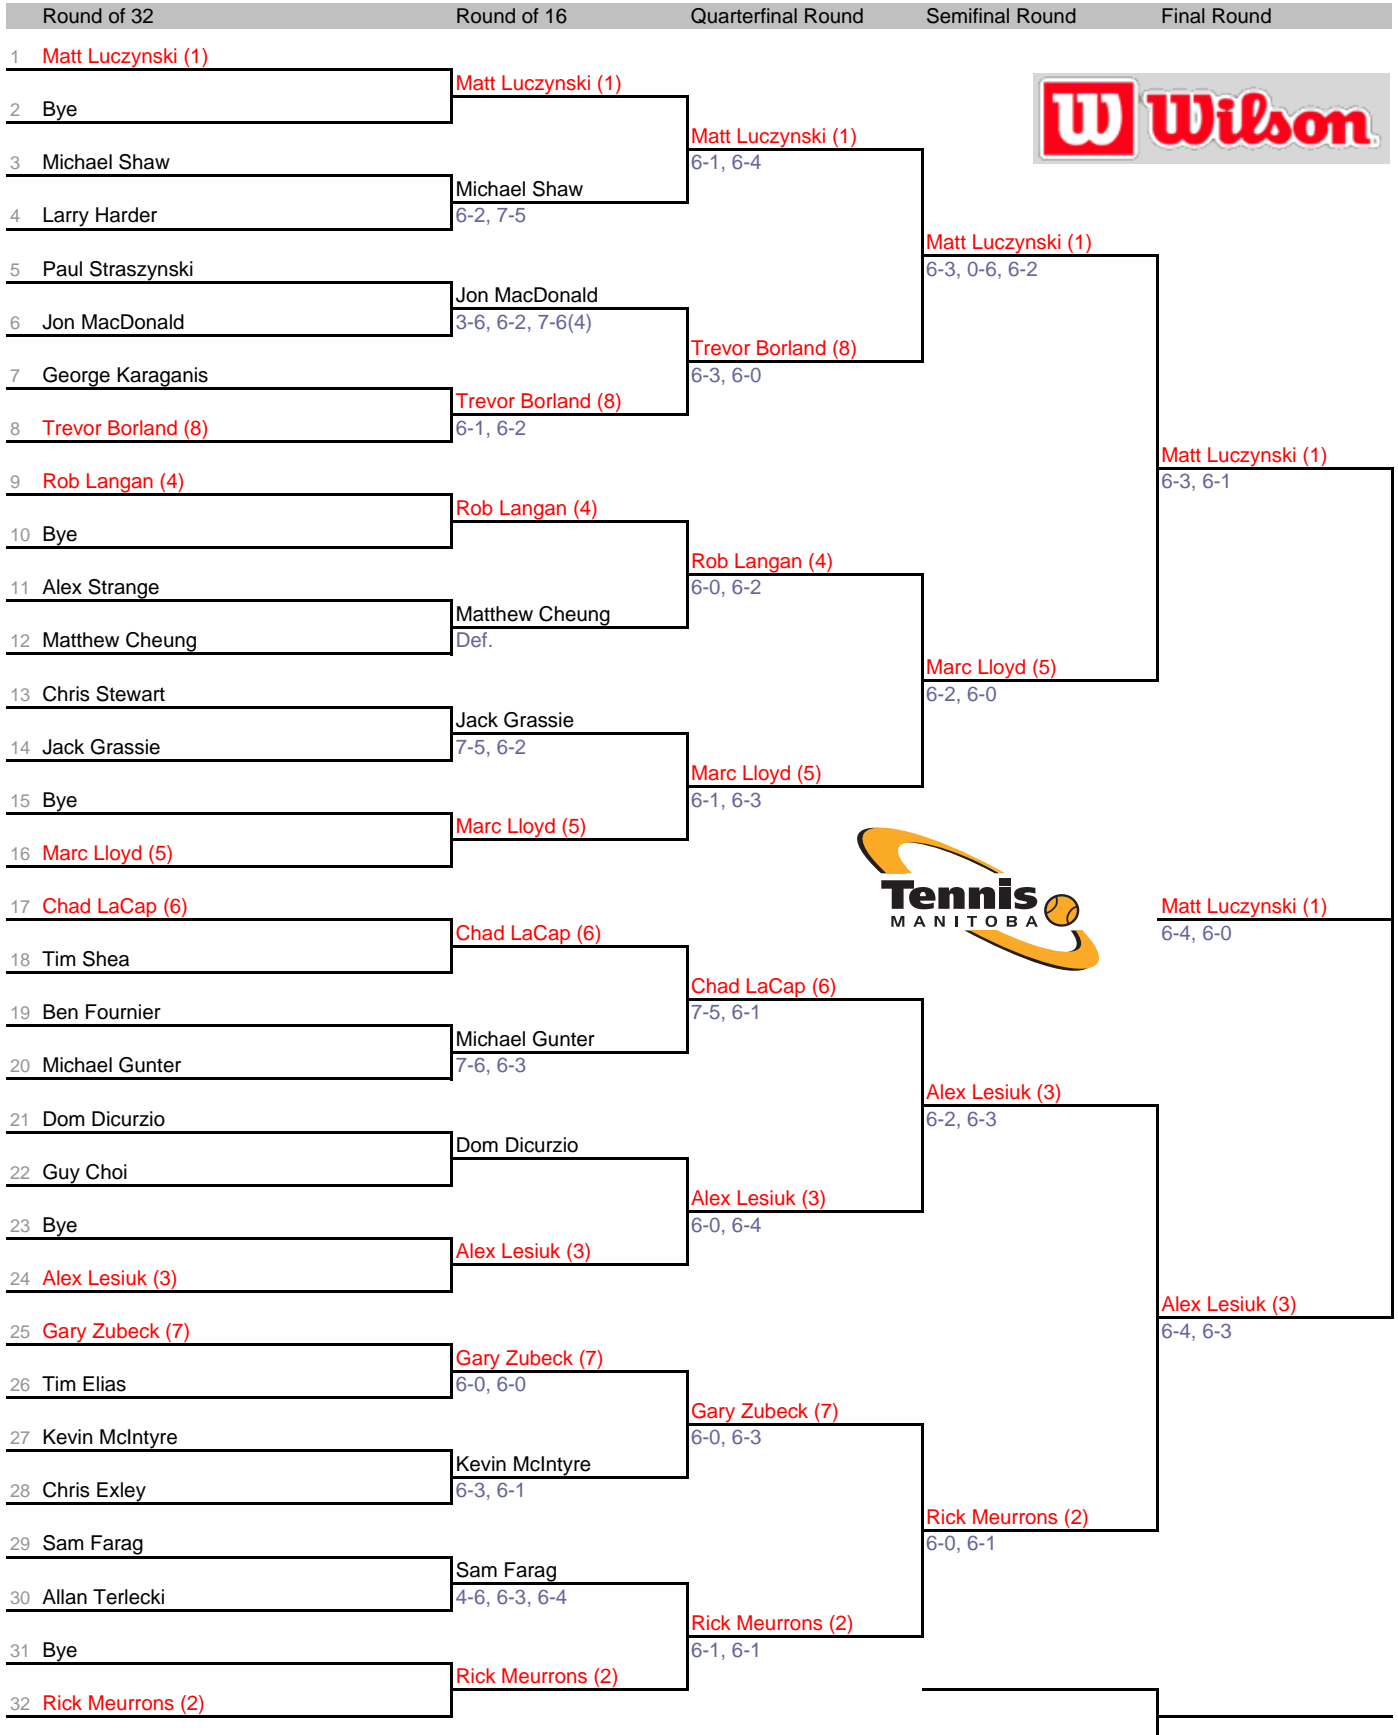 Round of 32 Round of 16 Quarterfinal Round Semifinal Round Final Round
1 Matt Luczynski (1)
Matt Luczynski (1)
W Wilson
2 Bye
Matt Luczynski (1)
6-1, 6-4
3 Michael Shaw
Michael Shaw
4 Larry Harder
6-2, 7-5
Matt Luczynski (1)
6-3, 0-6, 6-2
5 Paul Straszynski
Jon MacDonald
6 Jon MacDonald
3-6, 6-2, 7-6(4)
Trevor Borland (8)
6-3, 6-0
7 George Karaganis
Trevor Borland (8)
8 Trevor Borland (8)
6-1, 6-2
Matt Luczynski (1)
6-3, 6-1
9 Rob Langan (4)
Rob Langan (4)
10 Bye
Rob Langan (4)
6-0, 6-2
11 Alex Strange
Matthew Cheung
12 Matthew Cheung
Def.
Marc Lloyd (5)
6-2, 6-0
13 Chris Stewart
Jack Grassie
14 Jack Grassie
7-5, 6-2
Marc Lloyd (5)
6-1, 6-3
15 Bye
Marc Lloyd (5)
16 Marc Lloyd (5)
Tennis
MANITOBA
Matt Luczynski (1)
6-4, 6-0
17 Chad LaCap (6)
Chad LaCap (6)
18 Tim Shea
Chad LaCap (6)
7-5, 6-1
19 Ben Fournier
Michael Gunter
20 Michael Gunter
7-6, 6-3
Alex Lesiuk (3)
6-2, 6-3
21 Dom Dicurzio
Dom Dicurzio
22 Guy Choi
Alex Lesiuk (3)
6-0, 6-4
23 Bye
Alex Lesiuk (3)
24 Alex Lesiuk (3)
Alex Lesiuk (3)
6-4, 6-3
25 Gary Zubeck (7)
Gary Zubeck (7)
26 Tim Elias
6-0, 6-0
Gary Zubeck (7)
6-0, 6-3
27 Kevin McIntyre
Kevin McIntyre
28 Chris Exley
6-3, 6-1
Rick Meurrons (2)
6-0, 6-1
29 Sam Farag
Sam Farag
30 Allan Terlecki
4-6, 6-3, 6-4
Rick Meurrons (2)
6-1, 6-1
31 Bye
Rick Meurrons (2)
32 Rick Meurrons (2)